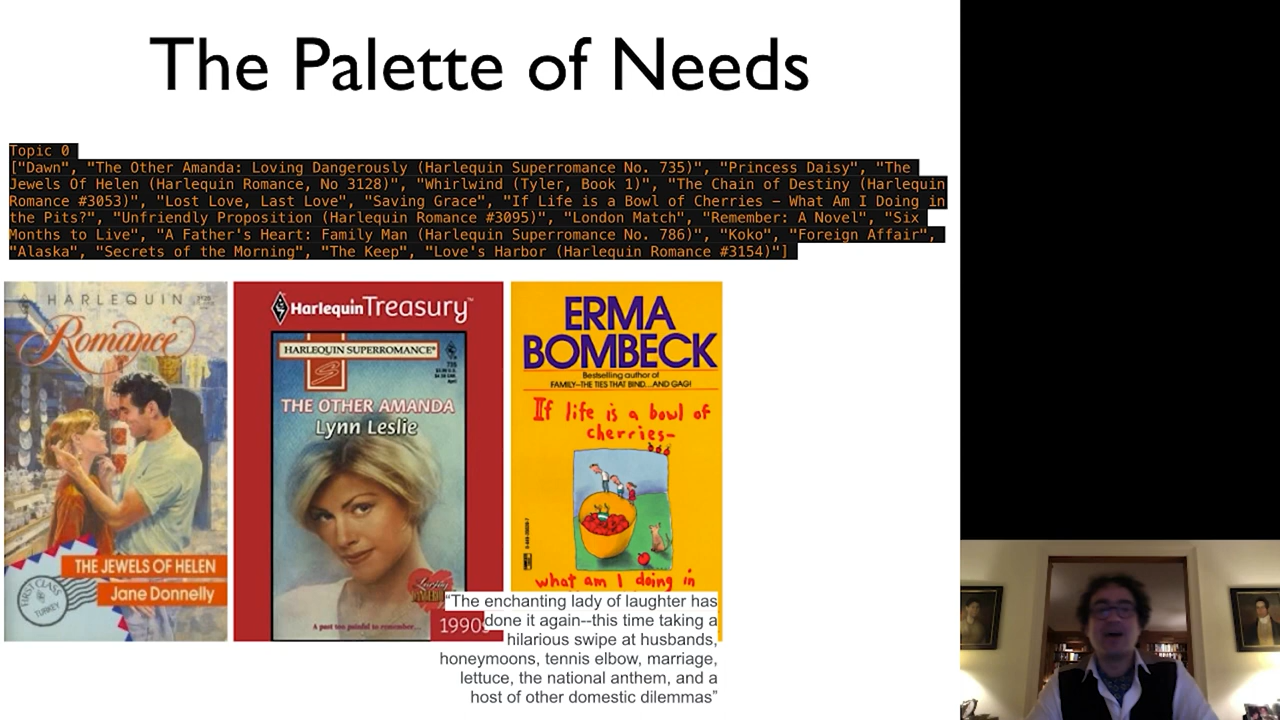 The Palette of Needs
Topic 0
["Dawn", "The Other Amanda: Loving Dangerously (Harlequin Superromance No. 735)", "Princess Daisy", "The
Jewels Of Helen (Harlequin Romance, No 3128)", "Whirlwind (Tyler, Book 1)", "The Chain of Destiny (Harlequin
Romance #3053)", "Lost Love, Last Love", "Saving Grace", "If Life is a Bowl of Cherries – What Am I Doing in
the Pits?", "Unfriendly Proposition (Harlequin Romance #3095)", "London Match", "Remember: A Novel", "Six
Months to Live", "A Father's Heart: Family Man (Harlequin Superromance No. 786)", "Koko", "Foreign Affair",
"Alaska", "Secrets of the Morning", "The Keep", "Love's Harbor (Harlequin Romance #3154)"]
HARLEQUIN
Romance
THE JEWELS OF HELEN
Jane Donnelly
FIRST CLASS
TURKEY
HarlequinTreasury™
HARLEQUIN SUPERROMANCE®
THE OTHER AMANDA
Lynn Leslie
A past too painful to remember...
1990s
ERMA
BOMBECK
Bestselling author of
FAMILY—THE TIES THAT BIND...AND GAG!
If life is a bowl of
cherries–
what am I doing in
"The enchanting lady of laughter has
done it again--this time taking a
hilarious swipe at husbands,
honeymoons, tennis elbow, marriage,
lettuce, the national anthem, and a
host of other domestic dilemmas"